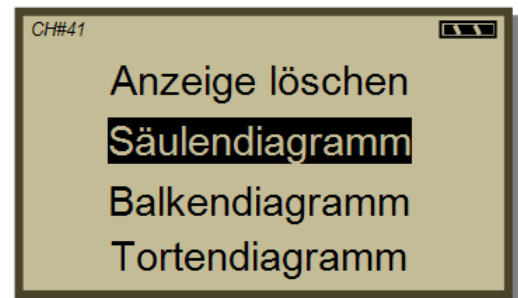 CH#41
Anzeige löschen
Säulendiagramm
Balkendiagramm
Tortendiagramm